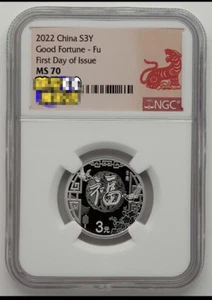 2022 China S3Y
Good Fortune - Fu
First Day of Issue
MS 70
NGC
福
3元